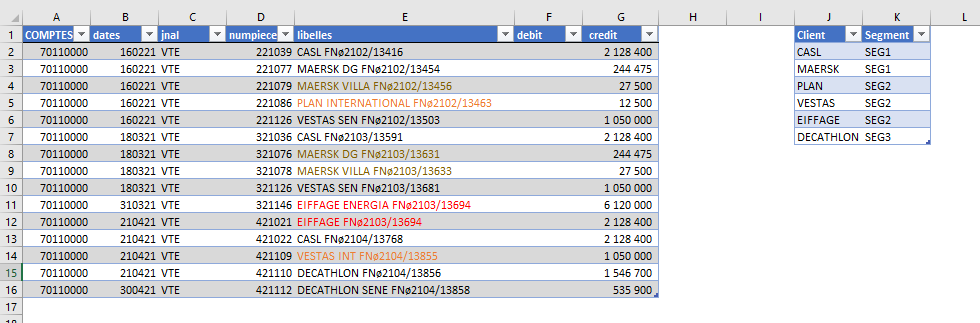 A B C D E F G H I J K L
1 COMPTES dates jnal numpiece libelles debit credit Client Segment
2 70110000 160221 VTE 221039 CASL FNø2102/13416 2 128 400 CASL SEG1
3 70110000 160221 VTE 221077 MAERSK DG FNø2102/13454 244 475 MAERSK SEG1
4 70110000 160221 VTE 221079 MAERSK VILLA FNø2102/13456 27 500 PLAN SEG2
5 70110000 160221 VTE 221086 PLAN INTERNATIONAL FNø2102/13463 12 500 VESTAS SEG2
6 70110000 160221 VTE 221126 VESTAS SEN FNø2102/13503 1 050 000 EIFFAGE SEG2
7 70110000 180321 VTE 321036 CASL FNø2103/13591 2 128 400 DECATHLON SEG3
8 70110000 180321 VTE 321076 MAERSK DG FNø2103/13631 244 475
9 70110000 180321 VTE 321078 MAERSK VILLA FNø2103/13633 27 500
10 70110000 180321 VTE 321126 VESTAS SEN FNø2103/13681 1 050 000
11 70110000 310321 VTE 321146 EIFFAGE ENERGIA FNø2103/13694 6 120 000
12 70110000 210421 VTE 421021 EIFFAGE FNø2103/13694 2 128 400
13 70110000 210421 VTE 421022 CASL FNø2104/13768 2 128 400
14 70110000 210421 VTE 421109 VESTAS INT FNø2104/13855 1 050 000
15 70110000 210421 VTE 421110 DECATHLON FNø2104/13856 1 546 700
16 70110000 300421 VTE 421112 DECATHLON SENE FNø2104/13858 535 900
17